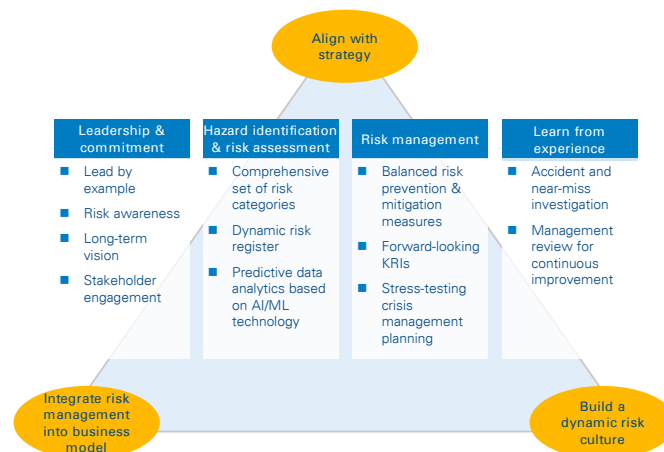 Align with
strategy
Leadership &
commitment
Lead by
example
Risk awareness
Long-term
vision
Stakeholder
engagement
Hazard identification
& risk assessment
Comprehensive
set of risk
categories
Dynamic risk
register
Predictive data
analytics based
on AI/ML
technology
Risk management
Balanced risk
prevention &
mitigation
measures
Forward-looking
KRIs
Stress-testing
crisis
management
planning
Learn from
experience
Accident and
near-miss
investigation
Management
review for
continuous
improvement
Integrate risk
management
into business
model
Build a
dynamic risk
culture